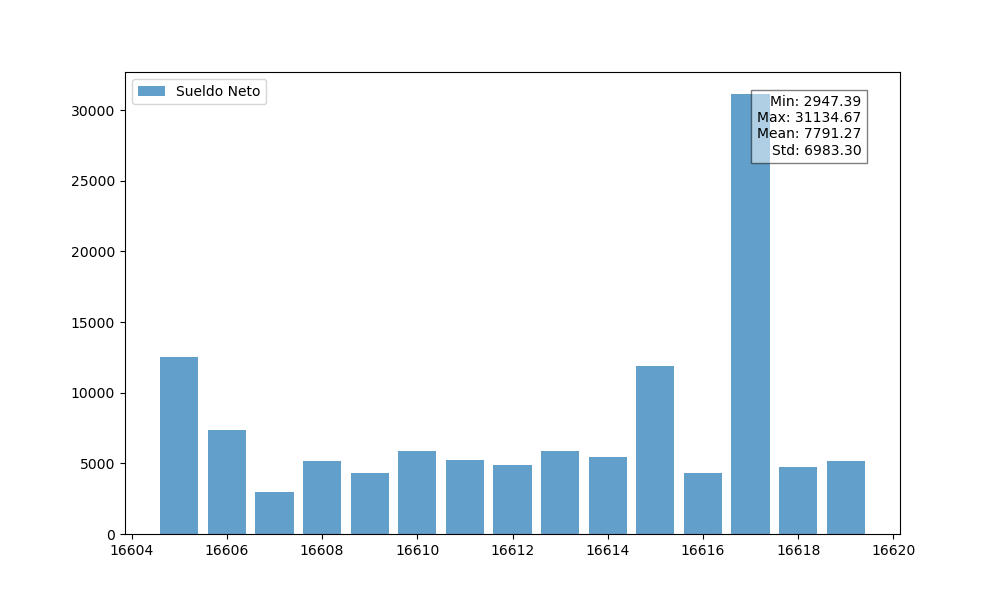 Sueldo Neto
Min: 2947.39
Max: 31134.67
Mean: 7791.27
Std: 6983.30
30000
25000
20000
15000
10000
5000
0
16604 16606 16608 16610 16612 16614 16616 16618 16620